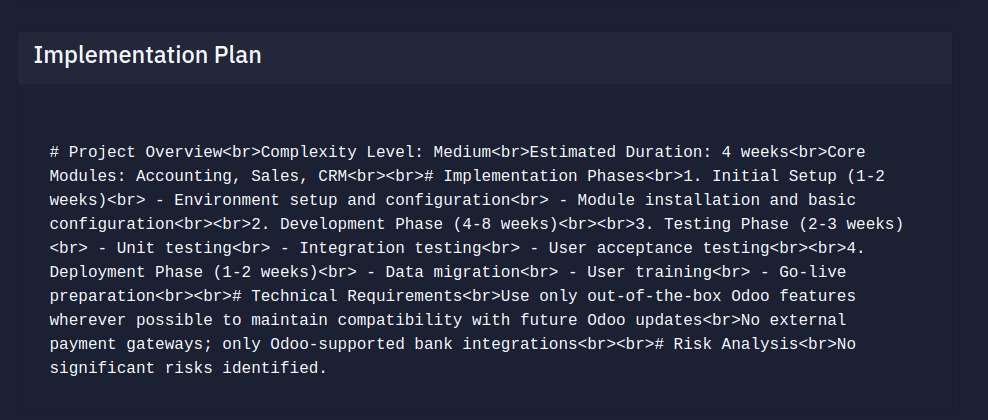 Implementation Plan
# Project Overview<br>Complexity Level: Medium<br>Estimated Duration: 4 weeks<br>Core
Modules: Accounting, Sales, CRM<br><br># Implementation Phases<br>1. Initial Setup (1-2
weeks)<br> - Environment setup and configuration<br> - Module installation and basic
configuration<br><br>2. Development Phase (4-8 weeks)<br><br>3. Testing Phase (2-3 weeks)
<br> - Unit testing<br> - Integration testing<br> - User acceptance testing<br><br>4.
Deployment Phase (1-2 weeks)<br> - Data migration<br> - User training<br> - Go-live
preparation<br><br># Technical Requirements<br>Use only out-of-the-box Odoo features
wherever possible to maintain compatibility with future Odoo updates<br>No external
payment gateways; only Odoo-supported bank integrations<br><br># Risk Analysis<br>No
significant risks identified.